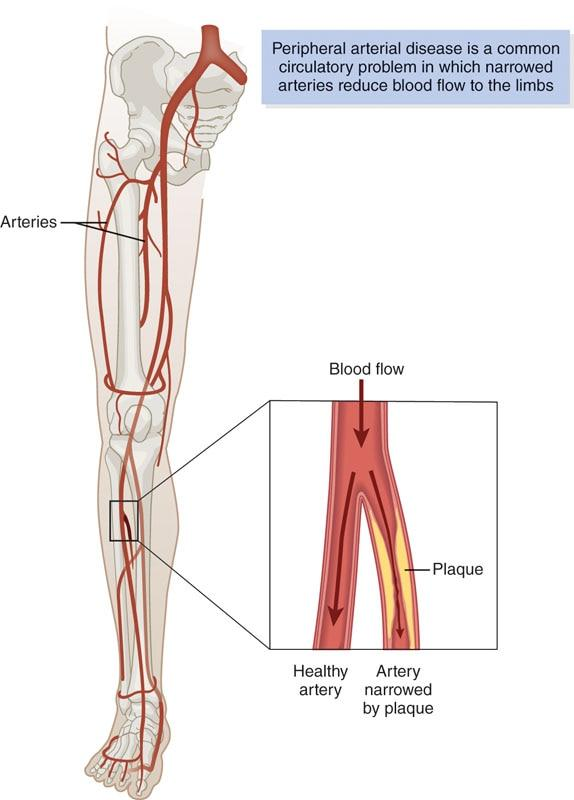 Peripheral arterial disease is a common
circulatory problem in which narrowed
arteries reduce blood flow to the limbs
Arteries
Blood flow
Plaque
Healthy
artery
Artery
narrowed
by plaque